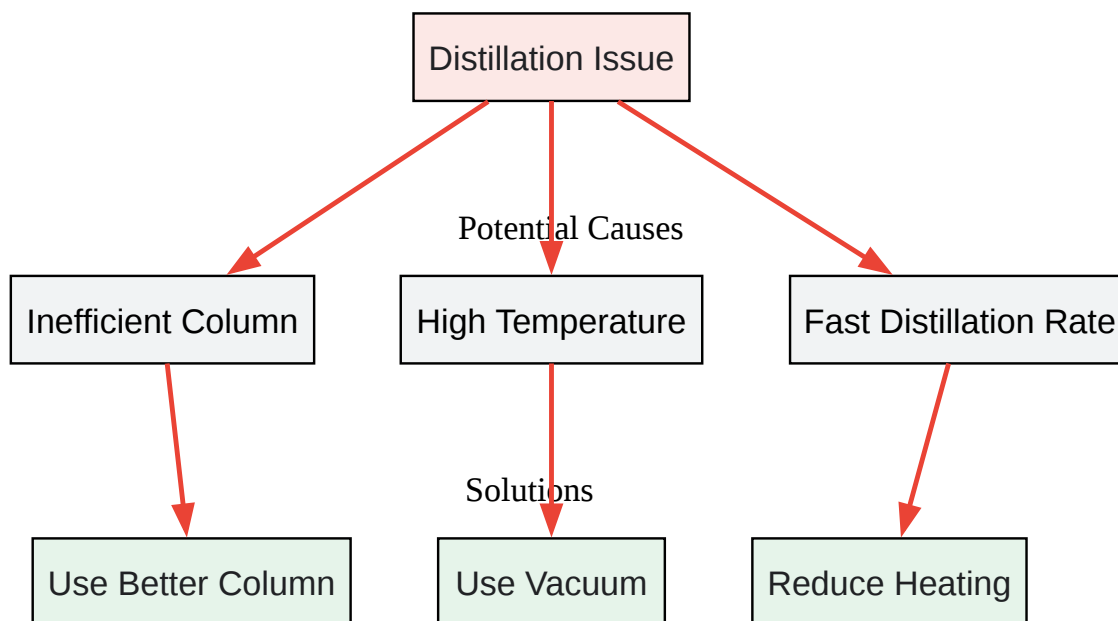 Distillation Issue
Potential Causes
Inefficient Column
High Temperature
Fast Distillation Rate
Solutions
Use Better Column
Use Vacuum
Reduce Heating